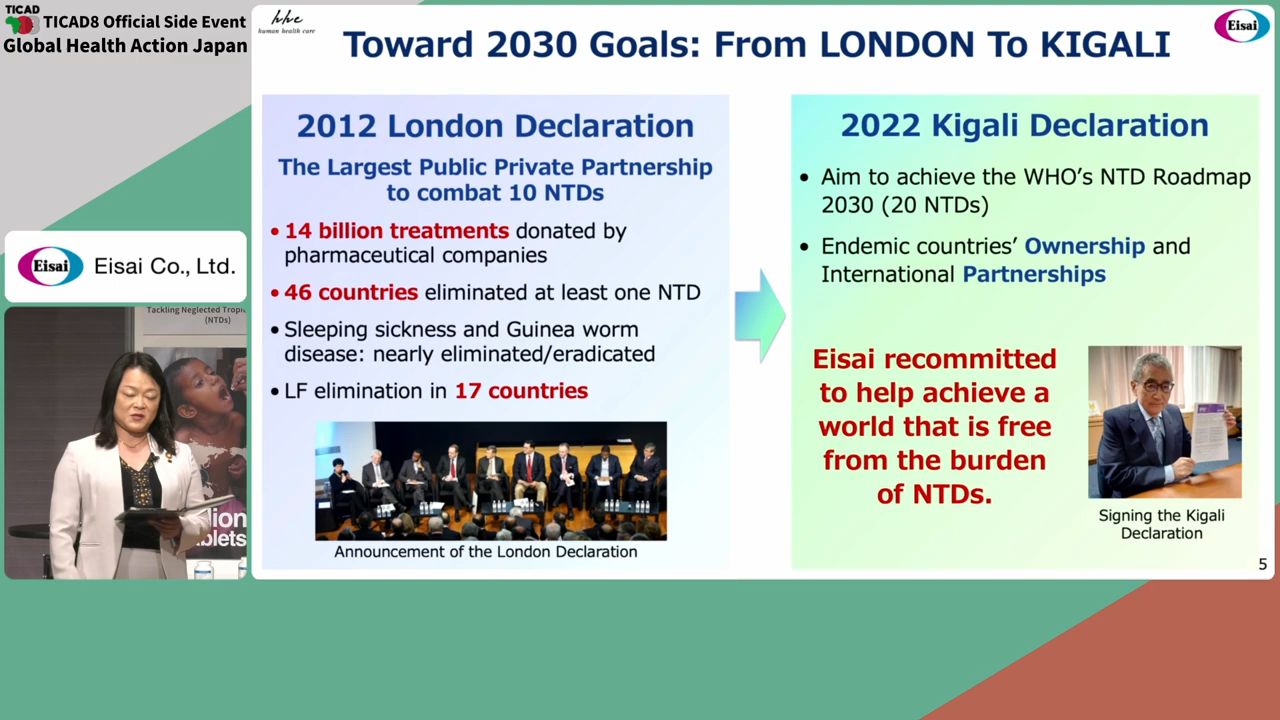 TICAD
TICAD8 Official Side Event
Global Health Action Japan
Eisai
Eisai Co., Ltd.
Tackling Neglected
(NTDs)
hhc
human health care
Toward 2030 Goals: From LONDON To KIGALI
Eisai
2012 London Declaration
The Largest Public Private Partnership
to combat 10 NTDs
• 14 billion treatments donated by
pharmaceutical companies
• 46 countries eliminated at least one NTD
• Sleeping sickness and Guinea worm
disease: nearly eliminated/eradicated
• LF elimination in 17 countries
Announcement of the London Declaration
2022 Kigali Declaration
• Aim to achieve the WHO’s NTD Roadmap
2030 (20 NTDs)
• Endemic countries’ Ownership and
International Partnerships
Eisai recommitted
to help achieve a
world that is free
from the burden
of NTDs.
Signing the Kigali
Declaration
5